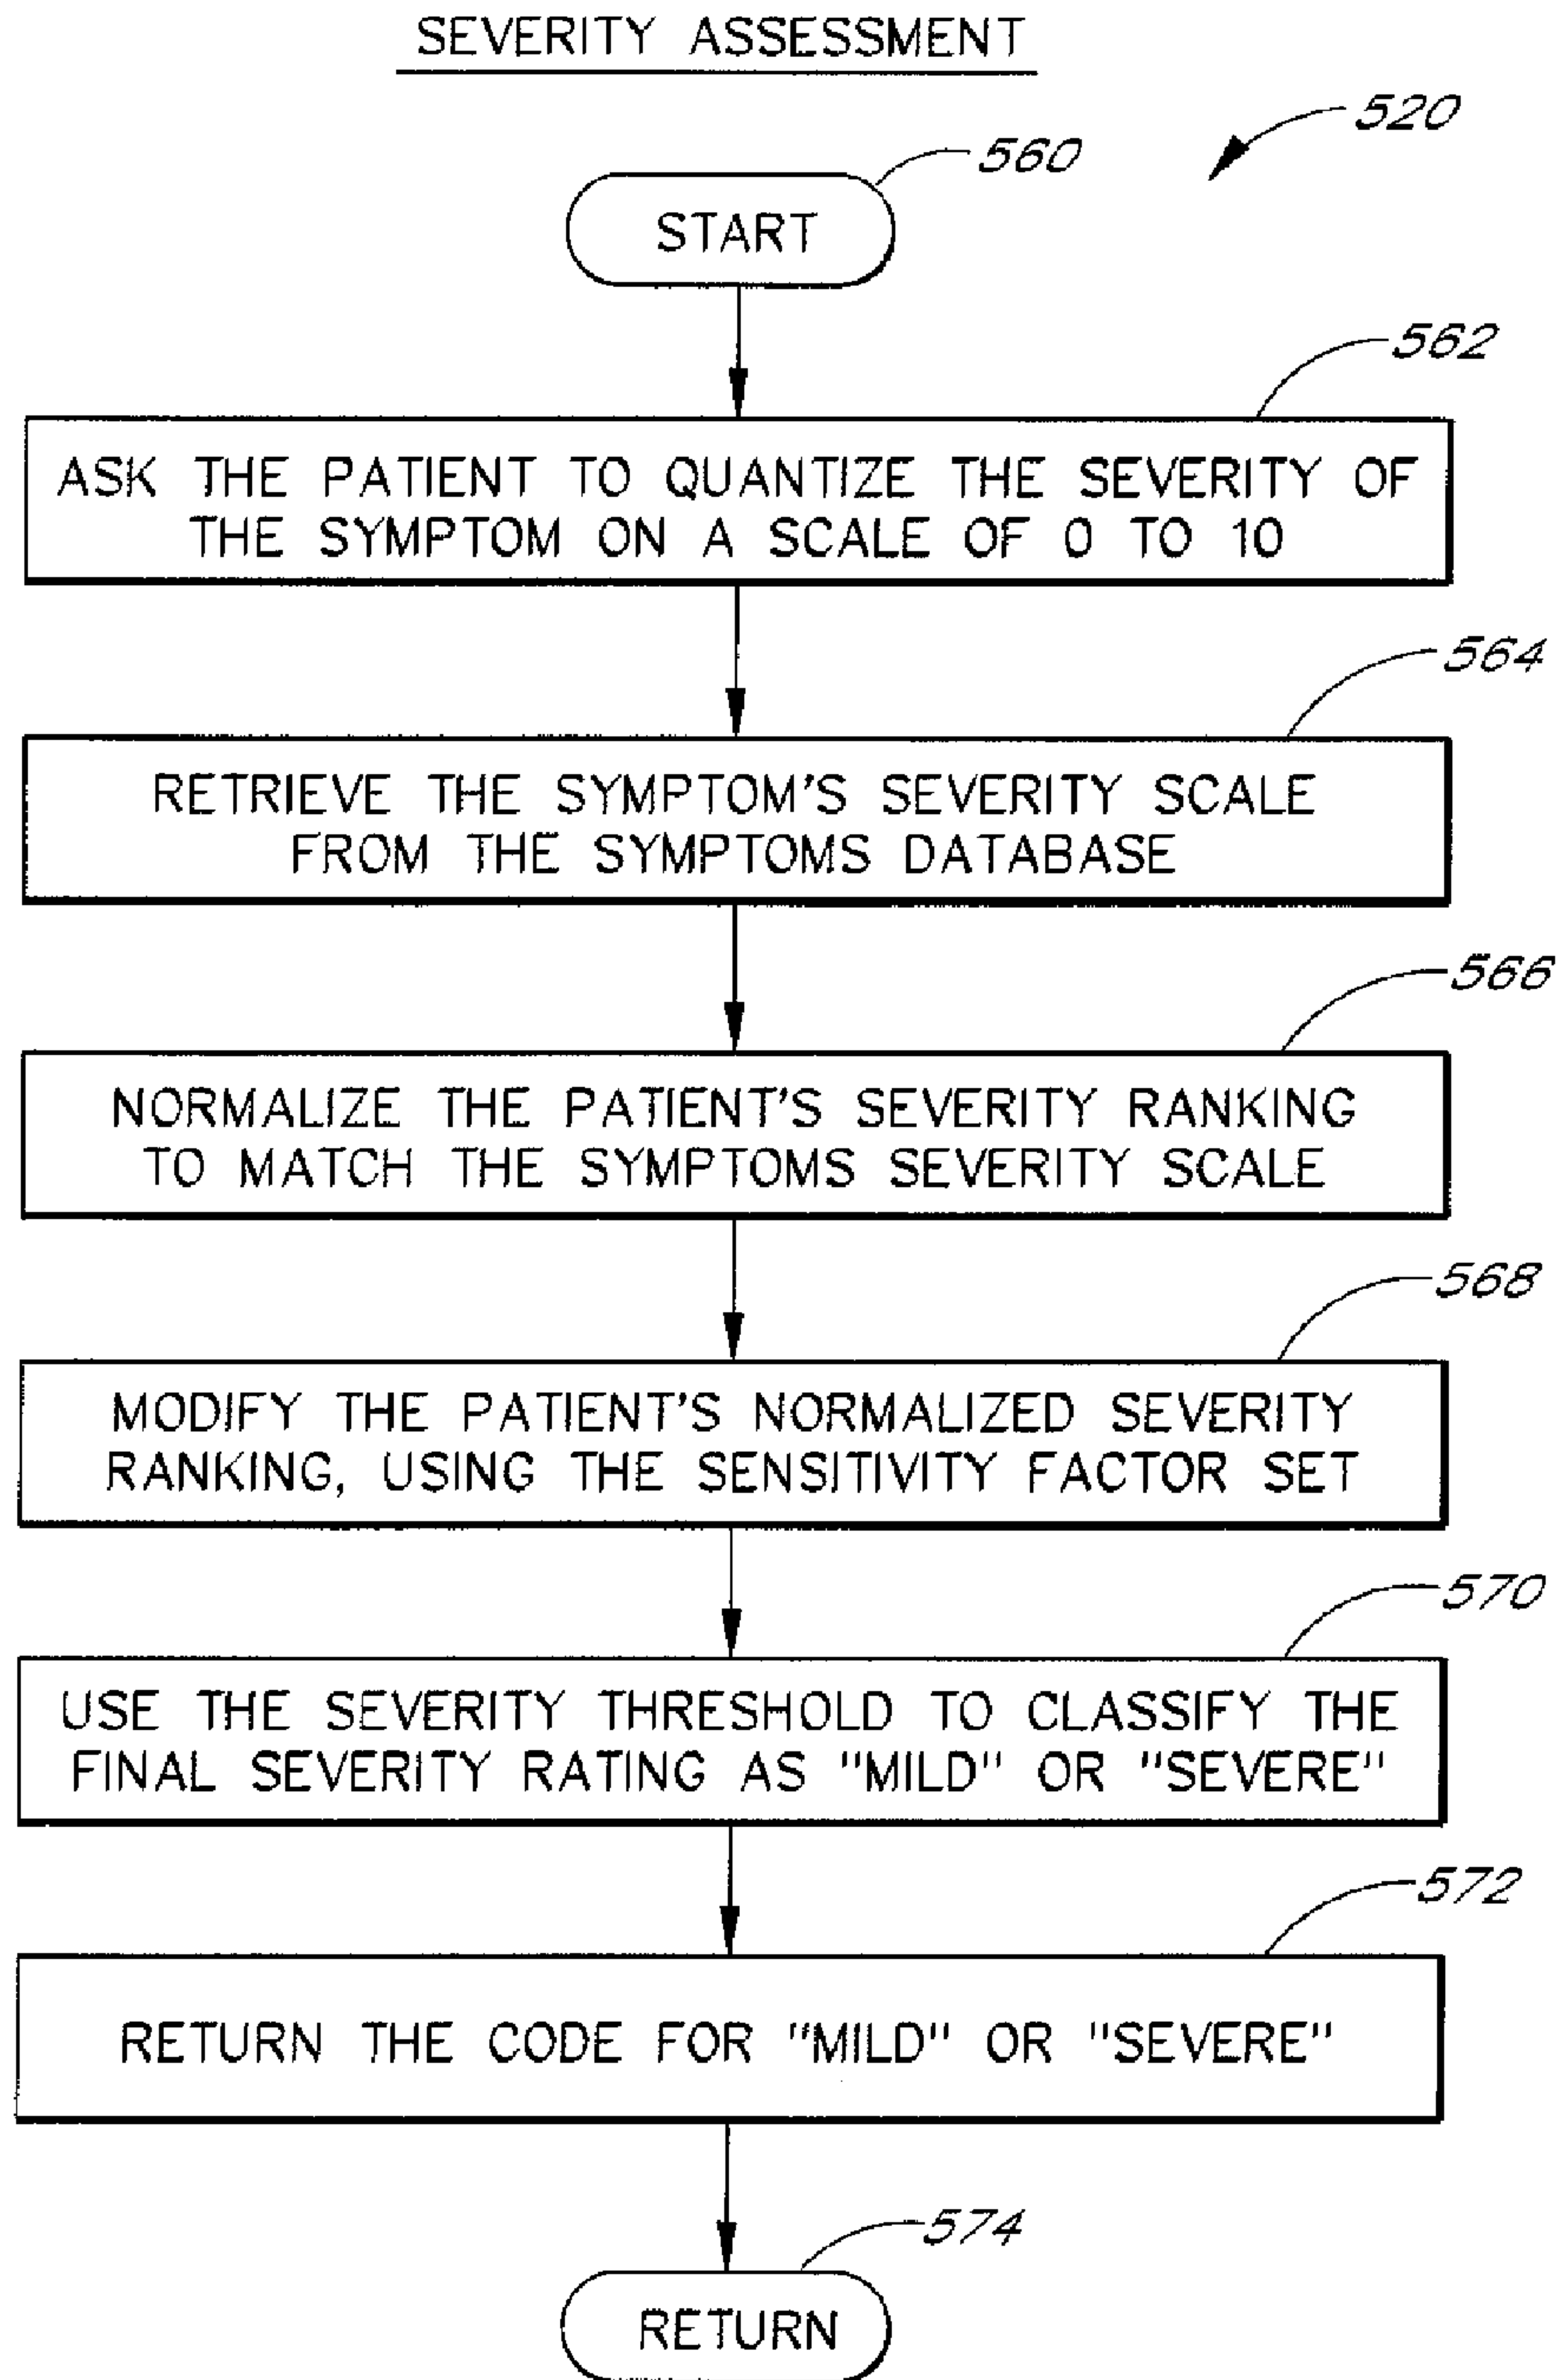 SEVERITY ASSESSMENT
520
560
START
562
ASK THE PATIENT TO QUANTIZE THE SEVERITY OF
THE SYMPTOM ON A SCALE OF 0 TO 10
564
RETRIEVE THE SYMPTOM'S SEVERITY SCALE
FROM THE SYMPTOMS DATABASE
566
NORMALIZE THE PATIENT'S SEVERITY RANKING
TO MATCH THE SYMPTOMS SEVERITY SCALE
568
MODIFY THE PATIENT'S NORMALIZED SEVERITY
RANKING, USING THE SENSITIVITY FACTOR SET
570
USE THE SEVERITY THRESHOLD TO CLASSIFY THE
FINAL SEVERITY RATING AS "MILD" OR "SEVERE"
572
RETURN THE CODE FOR "MILD" OR "SEVERE"
574
RETURN